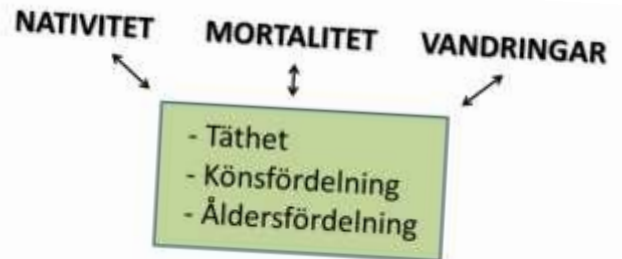 NATIVITET MORTALITET VANDRINGAR
- Täthet
- Könsfördelning
- Åldersfördelning